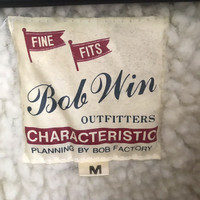 FINE
FITS
Bob Win
OUTFITTERS
CHARACTERISTIC
PLANNING BY BOB FACTORY
M